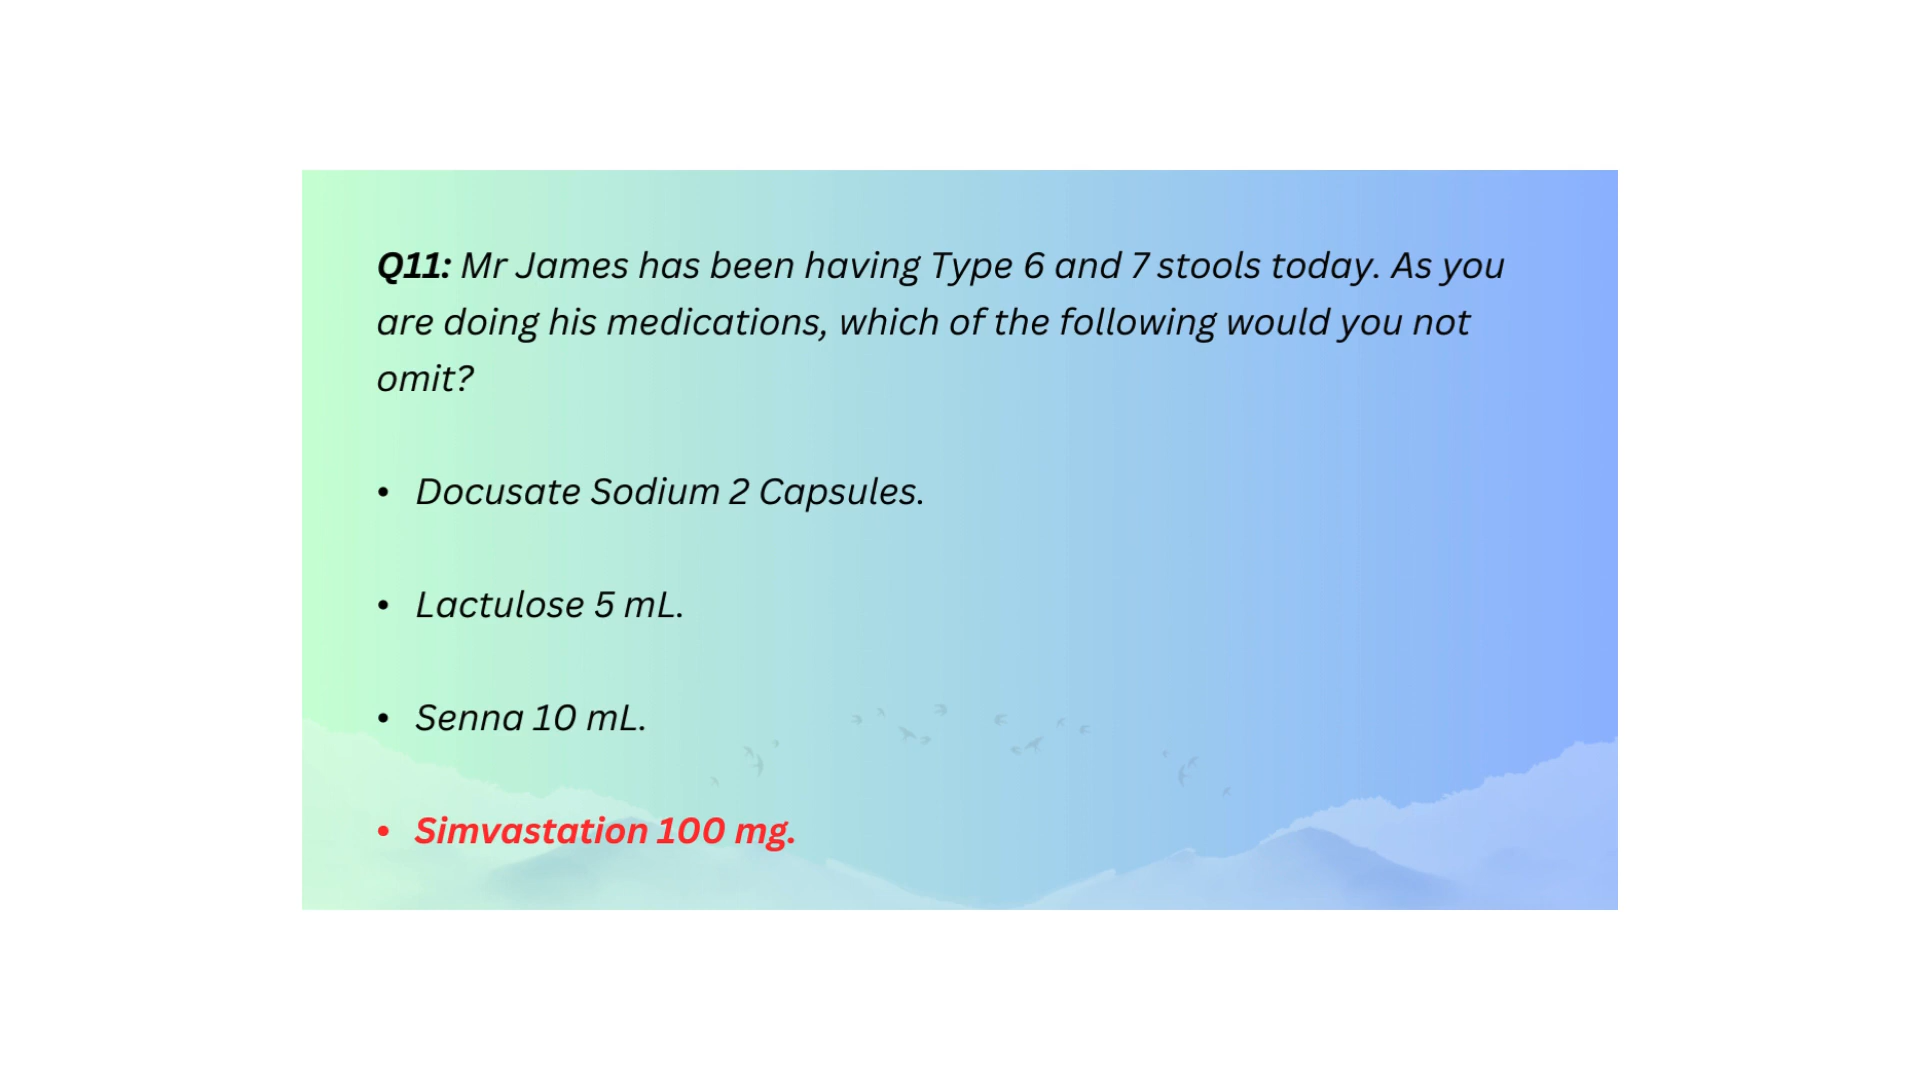 Q11: Mr James has been having Type 6 and 7 stools today. As you
are doing his medications, which of the following would you not
omit?
• Docusate Sodium 2 Capsules.
• Lactulose 5 mL.
• Senna 10 mL.
• Simvastation 100 mg.